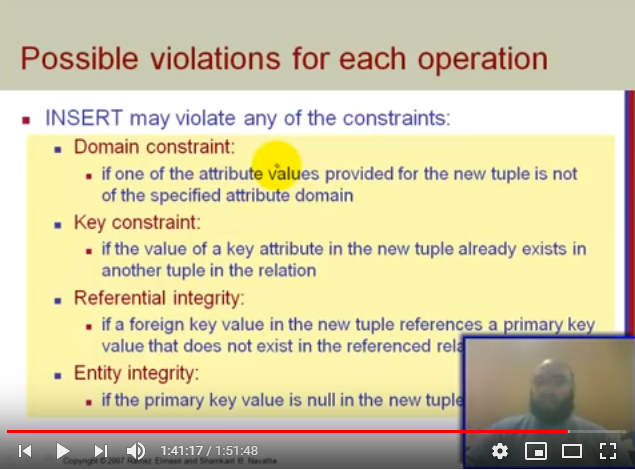 Possible violations for each operation
INSERT may violate any of the constraints:
Domain constraint:
if one of the attribute values provided for the new tuple is not
of the specified attribute domain
Key constraint:
if the value of a key attribute in the new tuple already exists in
another tuple in the relation
Referential integrity:
if a foreign key value in the new tuple references a primary key
value that does not exist in the referenced rela
Entity integrity:
if the primary key value is null in the new tuple
1:41:17 / 1:51:48
Copyright © 2007 Ramez Elmasri and Shamkant B. Navathe